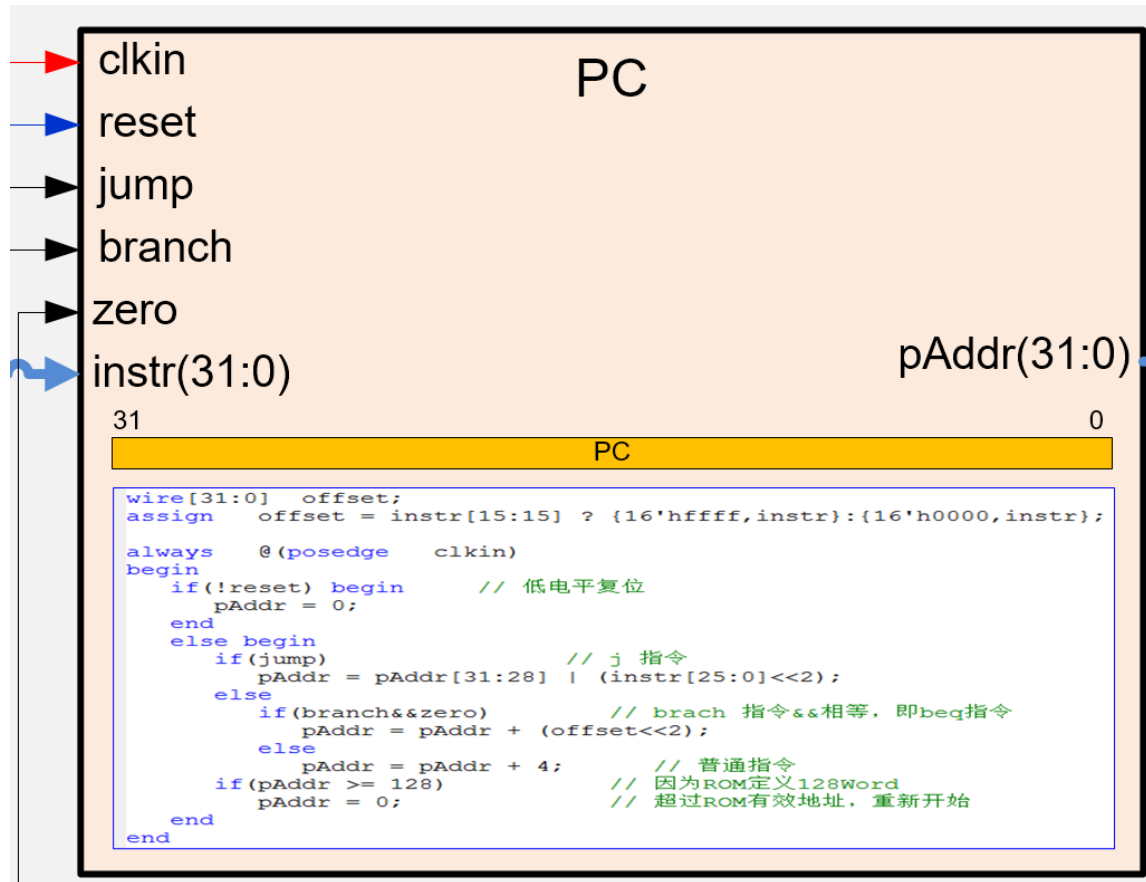 clkin
PC
reset
jump
branch
zero
instr(31:0)
pAddr(31:0)
31 0
PC
wire[31:0] offset;
assign offset = instr[15:15] ? {16'hffff,instr}:{16'h0000,instr};
always @(posedge clkin)
begin
if(!reset) begin // 低电平复位
pAddr = 0;
end
else begin
if(jump) // j 指令
pAddr = pAddr[31:28] | (instr[25:0]<<2);
else
if(branch&&zero) // brach 指令&&相等，即beq指令
pAddr = pAddr + (offset<<2);
else
pAddr = pAddr + 4; // 普通指令
if(pAddr >= 128) // 因为ROM定义128Word
pAddr = 0; // 超过ROM有效地址，重新开始
end
end